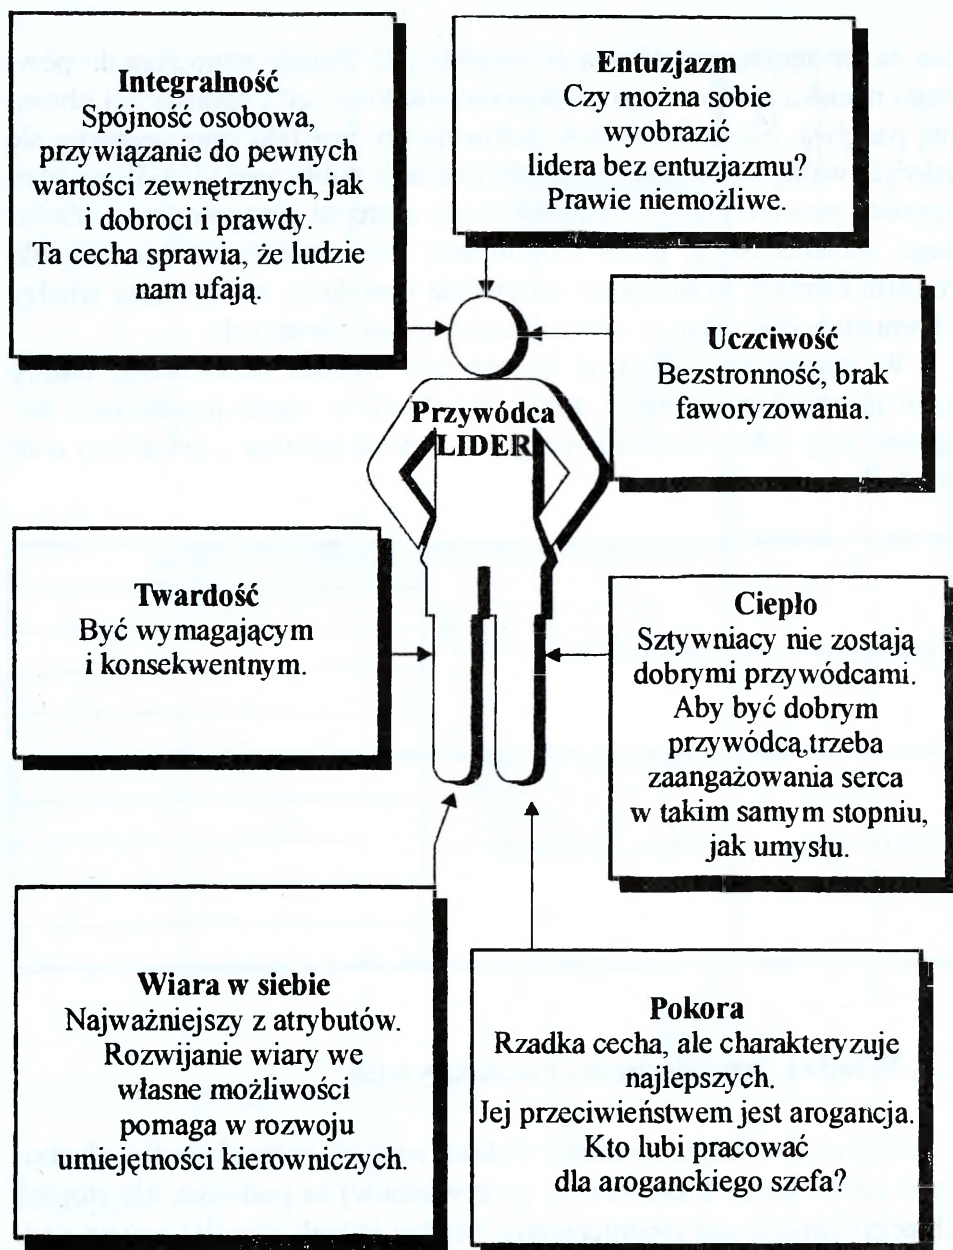 Integralność
Spójność osobowa,
przywiązanie do pewnych
wartości zewnętrznych, jak
i dobroci i prawdy.
Ta cecha sprawia, że ludzie
nam ufają.
Entuzjazm
Czy można sobie
wyobrazić
lidera bez entuzjazmu?
Prawie niemożliwe.
Uczciwość
Bezstronność, brak
faworyzowania.
Przywódca
LIDER
Twardość
Być wymagającym
i konsekwentnym.
Ciepło
Sztywniacy nie zostają
dobrymi przywódcami.
Aby być dobrym
przywódcą,trzeba
zaangażowania serca
w takim samym stopniu,
jak umysłu.
Wiara w siebie
Najważniejszy z atrybutów.
Rozwijanie wiary we
własne możliwości
pomaga w rozwoju
umiejętności kierowniczych.
Pokora
Rzadka cecha, ale charakteryzuje
najlepszych.
Jej przeciwieństwem jest arogancja.
Kto lubi pracować
dla aroganckiego szefa?